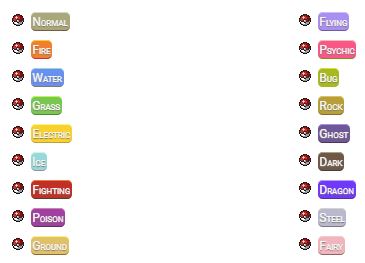 Normal
Fire
Water
Grass
Electric
Ice
Fighting
Poison
Ground
Flying
Psychic
Bug
Rock
Ghost
Dark
Dragon
Steel
Fairy